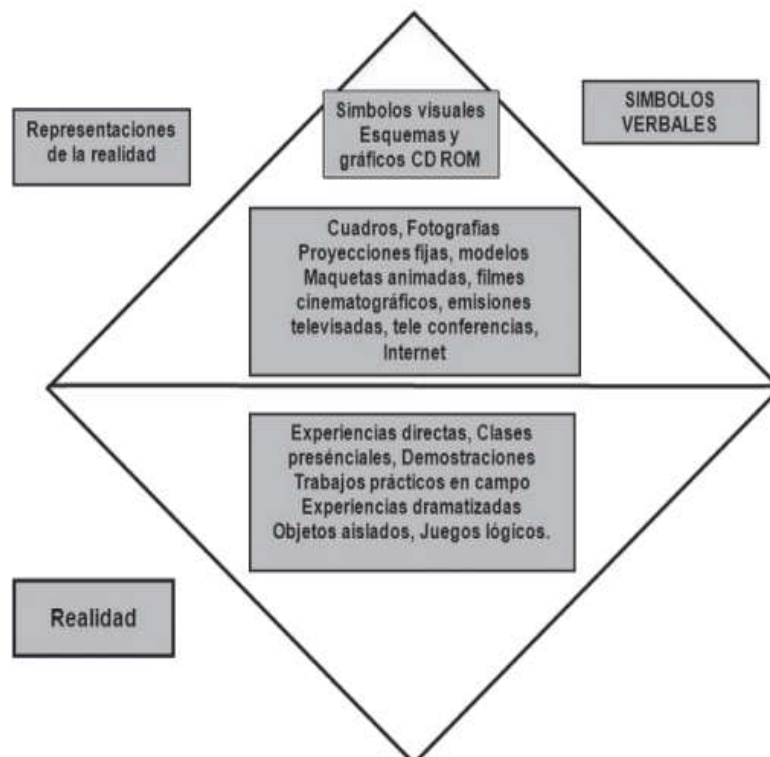 Representaciones
de la realidad
Simbolos visuales
Esquemas y
gráficos CD ROM
SIMBOLOS
VERBALES
Cuadros, Fotografias
Proyecciones fijas, modelos
Maquetas animadas, filmes
cinematográficos, emisiones
televisadas, tele conferencias,
Internet
Experiencias directas, Clases
presénciales, Demostraciones
Trabajos prácticos en campo
Experiencias dramatizadas
Objetos aislados, Juegos lógicos.
Realidad